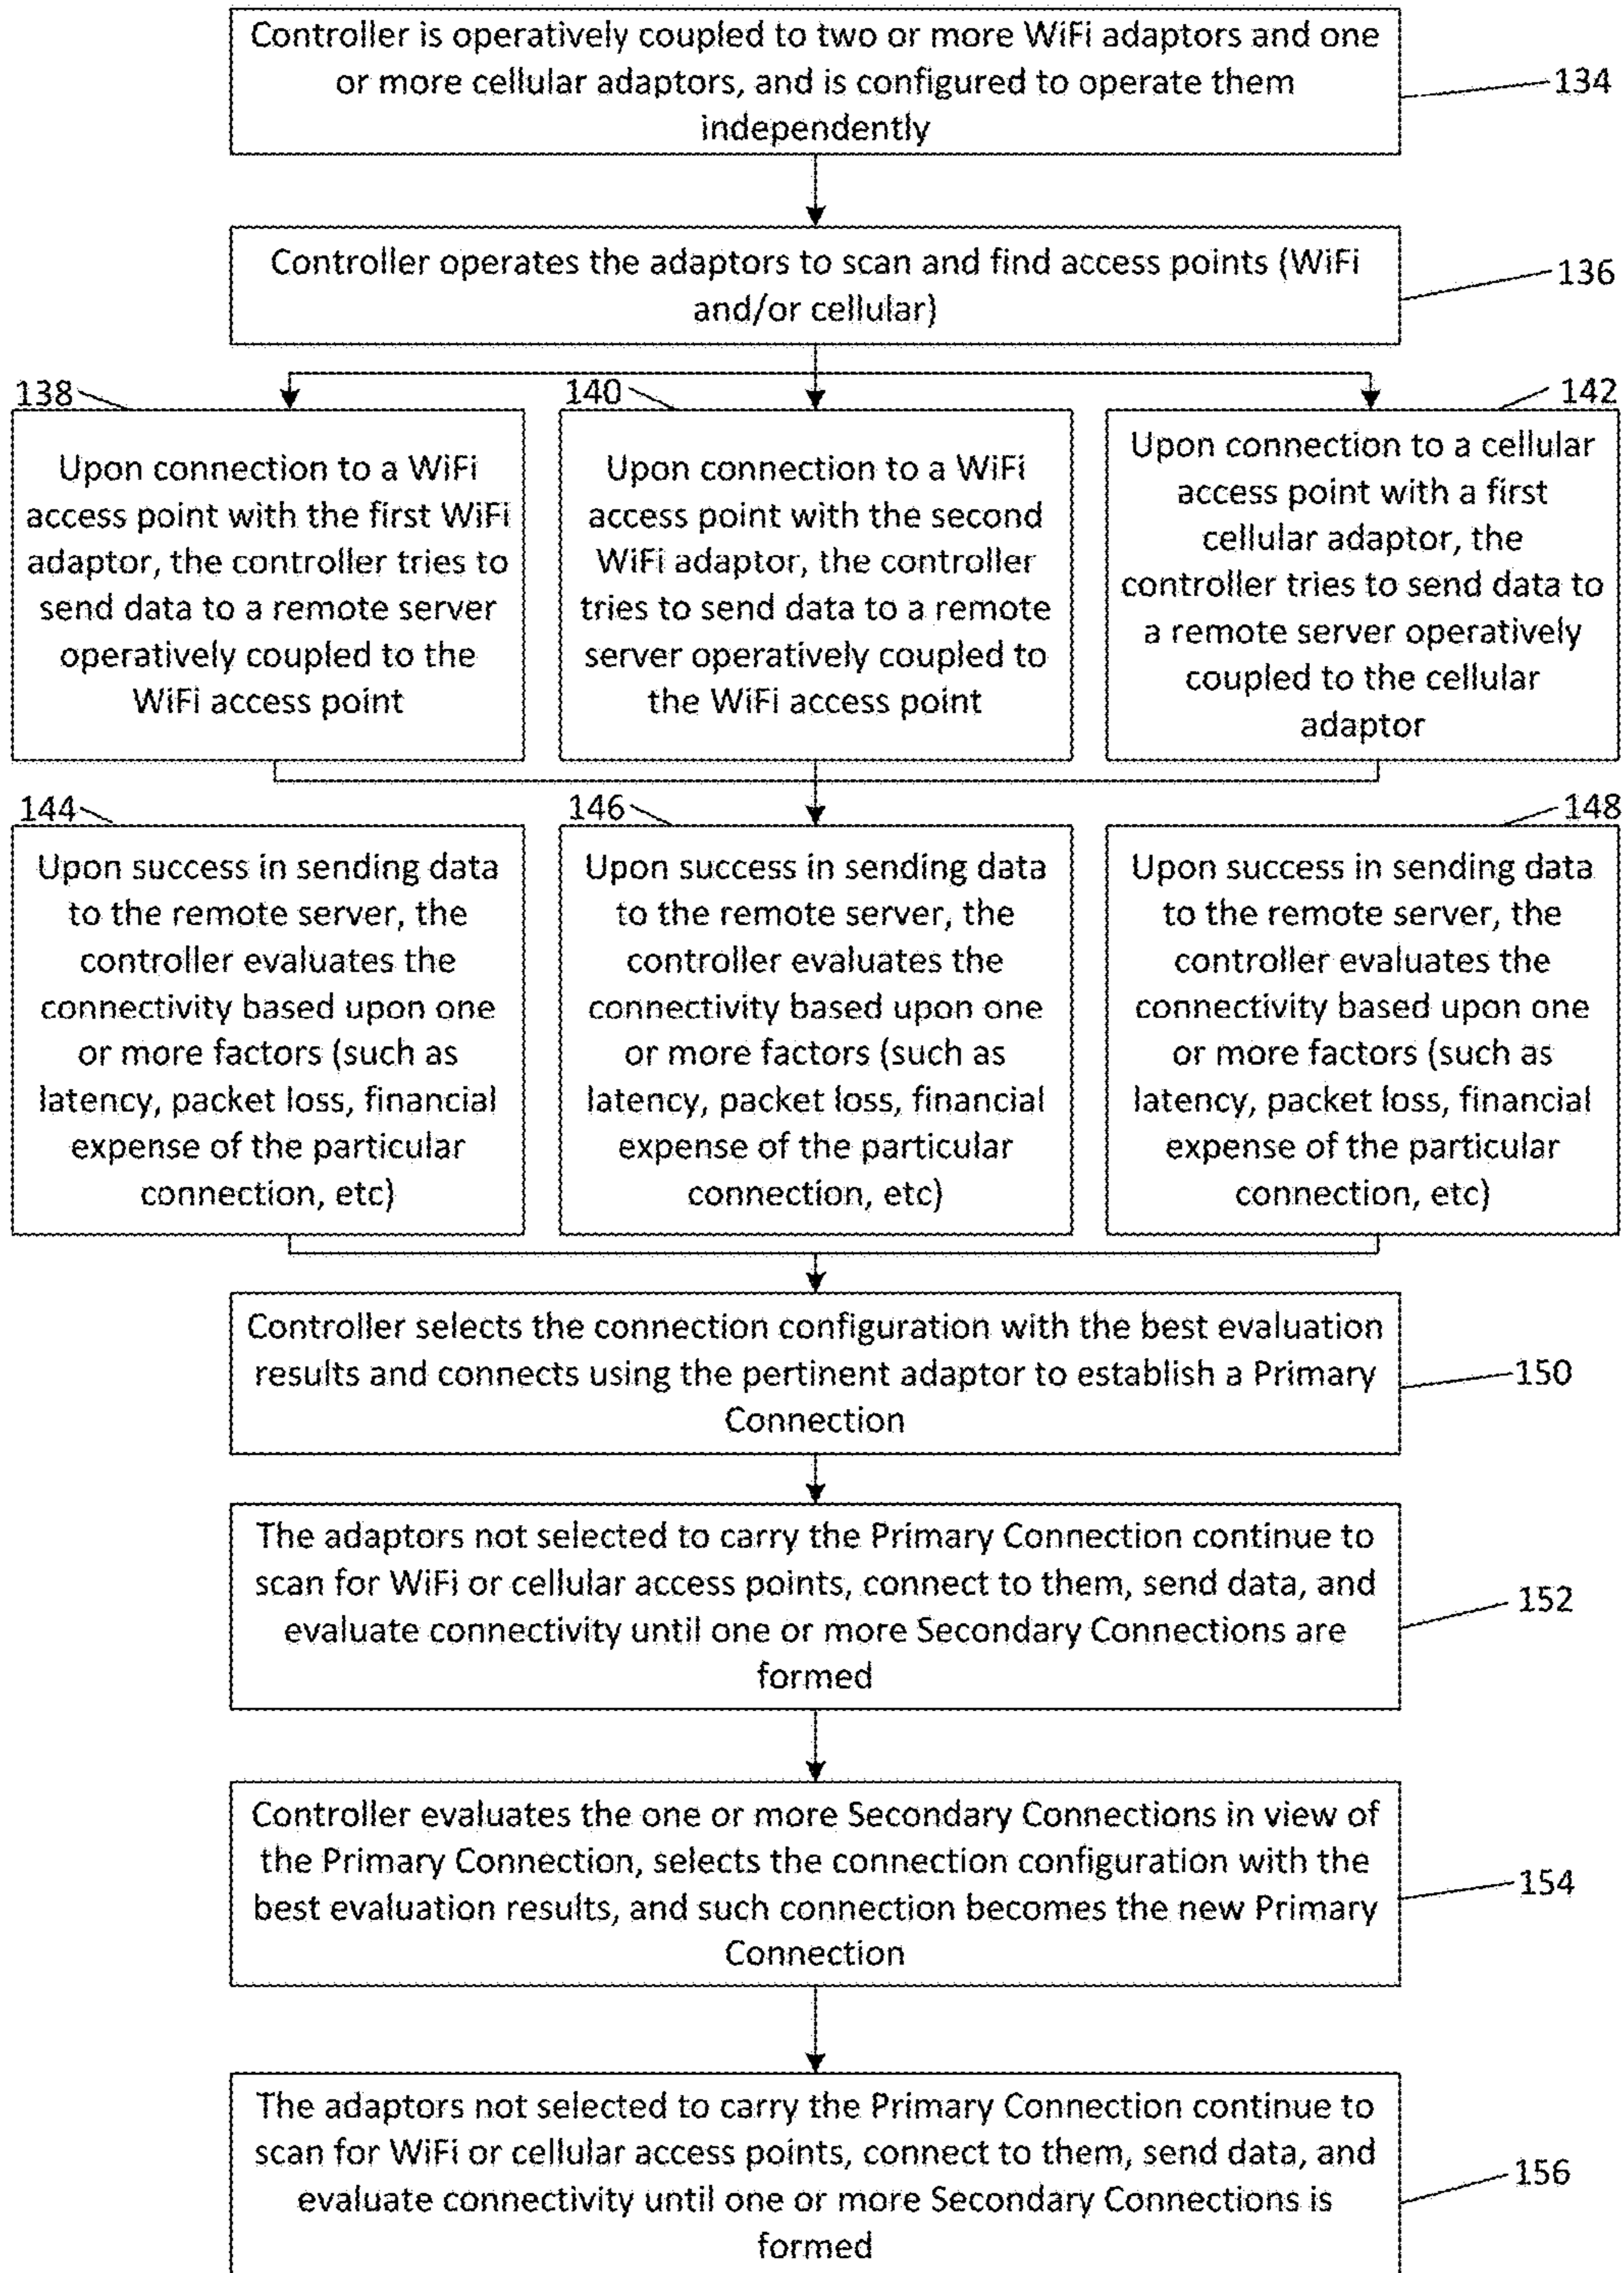 Controller is operatively coupled to two or more WiFi adaptors and one
or more cellular adaptors, and is configured to operate them
independently
134
Controller operates the adaptors to scan and find access points (WiFi
and/or cellular)
136
138
Upon connection to a WiFi
access point with the first WiFi
adaptor, the controller tries to
send data to a remote server
operatively coupled to the
WiFi access point
140
Upon connection to a WiFi
access point with the second
WiFi adaptor, the controller
tries to send data to a remote
server operatively coupled to
the WiFi access point
142
Upon connection to a cellular
access point with a first
cellular adaptor, the
controller tries to send data to
a remote server operatively
coupled to the cellular
adaptor
144
Upon success in sending data
to the remote server, the
controller evaluates the
connectivity based upon one
or more factors (such as
latency, packet loss, financial
expense of the particular
connection, etc)
146
Upon success in sending data
to the remote server, the
controller evaluates the
connectivity based upon one
or more factors (such as
latency, packet loss, financial
expense of the particular
connection, etc)
148
Upon success in sending data
to the remote server, the
controller evaluates the
connectivity based upon one
or more factors (such as
latency, packet loss, financial
expense of the particular
connection, etc)
Controller selects the connection configuration with the best evaluation
results and connects using the pertinent adaptor to establish a Primary
Connection
150
The adaptors not selected to carry the Primary Connection continue to
scan for WiFi or cellular access points, connect to them, send data, and
evaluate connectivity until one or more Secondary Connections are
formed
152
Controller evaluates the one or more Secondary Connections in view of
the Primary Connection, selects the connection configuration with the
best evaluation results, and such connection becomes the new Primary
Connection
154
The adaptors not selected to carry the Primary Connection continue to
scan for WiFi or cellular access points, connect to them, send data, and
evaluate connectivity until one or more Secondary Connections is
formed
156